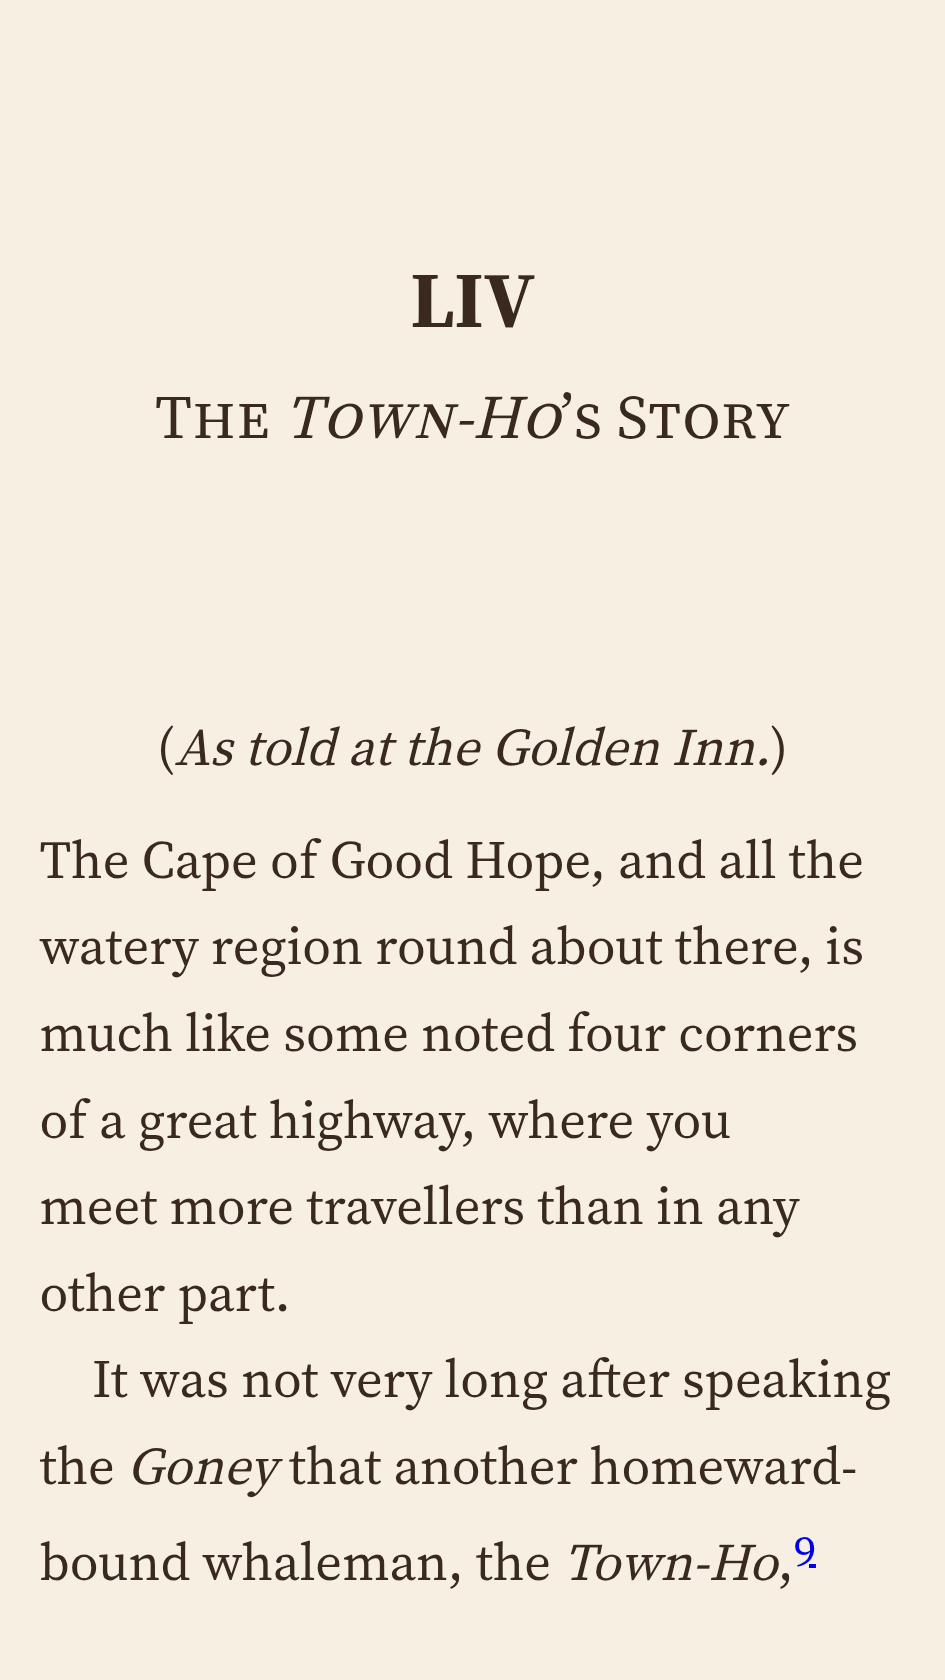 LIV
The Town-Ho’s Story
(As told at the Golden Inn.)
The Cape of Good Hope, and all the
watery region round about there, is
much like some noted four corners
of a great highway, where you
meet more travellers than in any
other part.
It was not very long after speaking
the Goney that another homeward-
bound whaleman, the Town-Ho,9